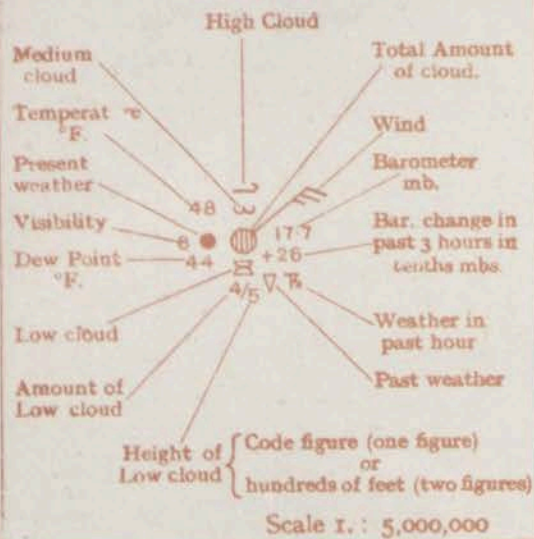 High Cloud
Medium
cloud
Total Amount
of cloud.
Temperat
°F.
Wind
Present
weather
Barometer
mb.
48
Visibility
8
17.7
Bar. change in
past 3 hours in
tenths mbs.
Dew Point
°F.
44
+26
4/5
Low cloud
Weather in
past hour
Amount of
Low cloud
Past weather
Height of
Low cloud
Code figure (one figure)
or
hundreds of feet (two figures)
Scale 1. : 5,000,000